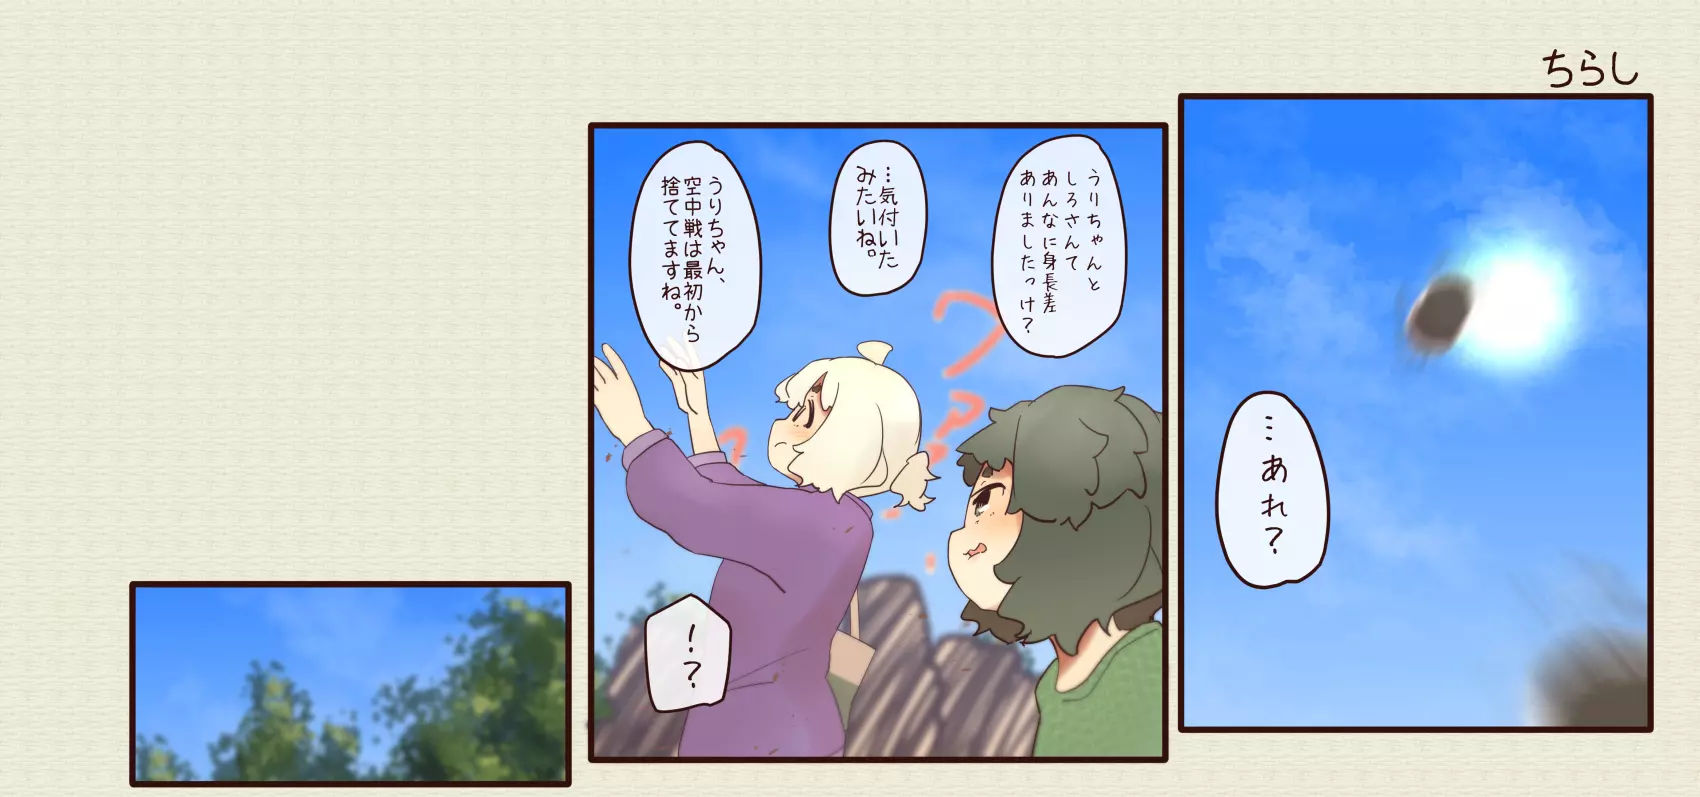 ちらし
…あれ？
うりちゃんと
しろさんて
あんなに身長差
ありましたっけ？
…気付いた
みたいね。
うりちゃん、
空中戦は最初から
捨ててますね。
！？